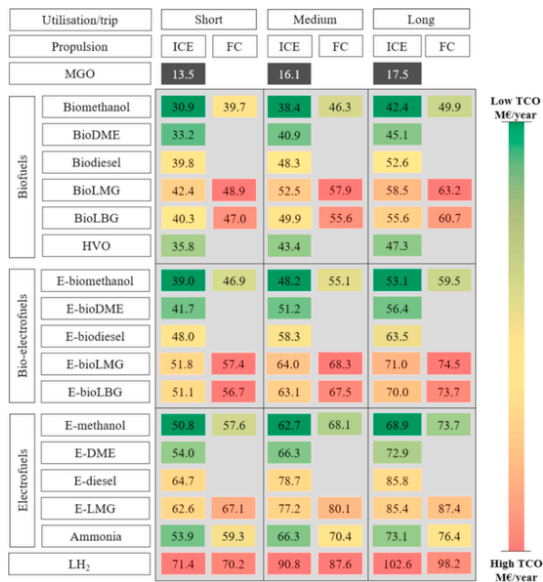 Utilisation/trip Short Medium Long
Propulsion ICE FC ICE FC ICE FC
MGO 13.5 16.1 17.5
Low TCO
M€/year
Biofuels
Biomethanol 30.9 39.7 38.4 46.3 42.4 49.9
BioDME 33.2 40.9 45.1
Biodiesel 39.8 48.3 52.6
BioLMG 42.4 48.9 52.5 57.9 58.5 63.2
BioLBG 40.3 47.0 49.9 55.6 55.6 60.7
HVO 35.8 43.4 47.3
Bio-electrofuels
E-biomethanol 39.0 46.9 48.2 55.1 53.1 59.5
E-bioDME 41.7 51.2 56.4
E-biodiesel 48.0 58.3 63.5
E-bioLMG 51.8 57.4 64.0 68.3 71.0 74.5
E-bioLBG 51.1 56.7 63.1 67.5 70.0 73.7
Electrofuels
E-methanol 50.8 57.6 62.7 68.1 68.9 73.7
E-DME 54.0 66.3 72.9
E-diesel 64.7 78.7 85.8
E-LMG 62.6 67.1 77.2 80.1 85.4 87.4
Ammonia 53.9 59.3 66.3 70.4 73.1 76.4
LH2 71.4 70.2 90.8 87.6 102.6 98.2
High TCO
M€/year